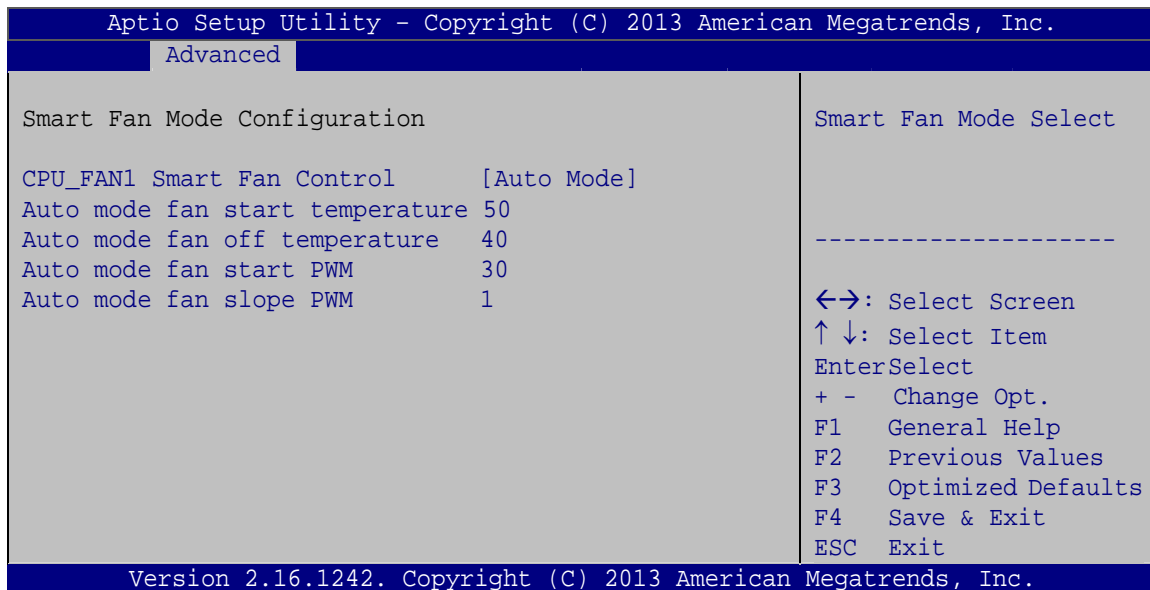 Aptio Setup Utility – Copyright (C) 2013 American Megatrends, Inc.
Advanced
Smart Fan Mode Configuration
CPU_FAN1 Smart Fan Control [Auto Mode]
Auto mode fan start temperature 50
Auto mode fan off temperature 40
Auto mode fan start PWM 30
Auto mode fan slope PWM 1
Smart Fan Mode Select
---------------------
←→: Select Screen
↑ ↓: Select Item
EnterSelect
+ - Change Opt.
F1 General Help
F2 Previous Values
F3 Optimized Defaults
F4 Save & Exit
ESC Exit
Version 2.16.1242. Copyright (C) 2013 American Megatrends, Inc.